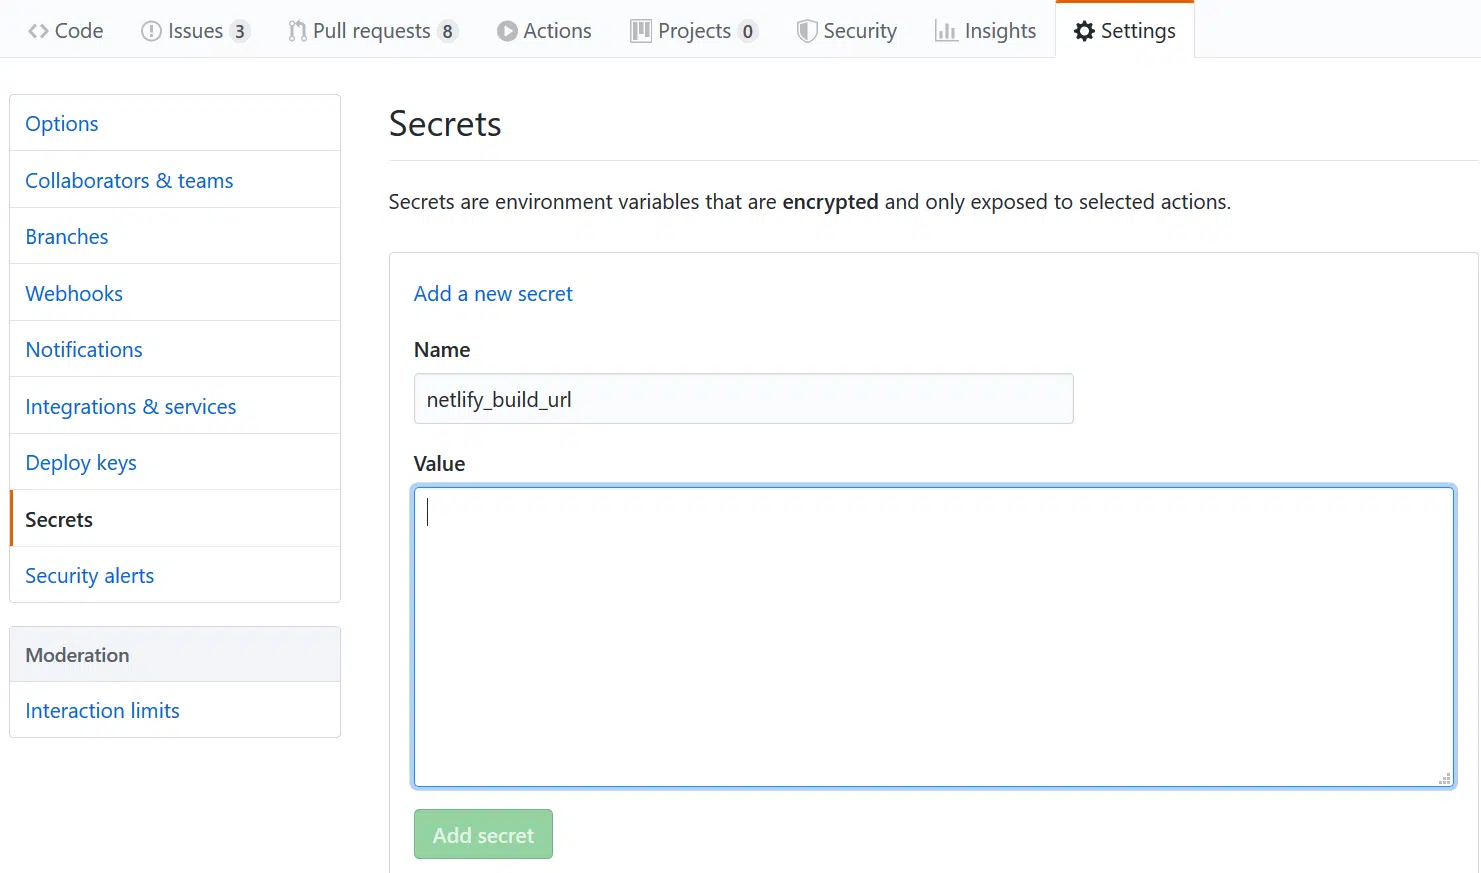 Code Issues 3 Pull requests 8 Actions Projects 0 Security Insights Settings
Options
Collaborators & teams
Branches
Webhooks
Notifications
Integrations & services
Deploy keys
Secrets
Security alerts
Moderation
Interaction limits
Secrets
Secrets are environment variables that are encrypted and only exposed to selected actions.
Add a new secret
Name
netlify_build_url
Value
Add secret